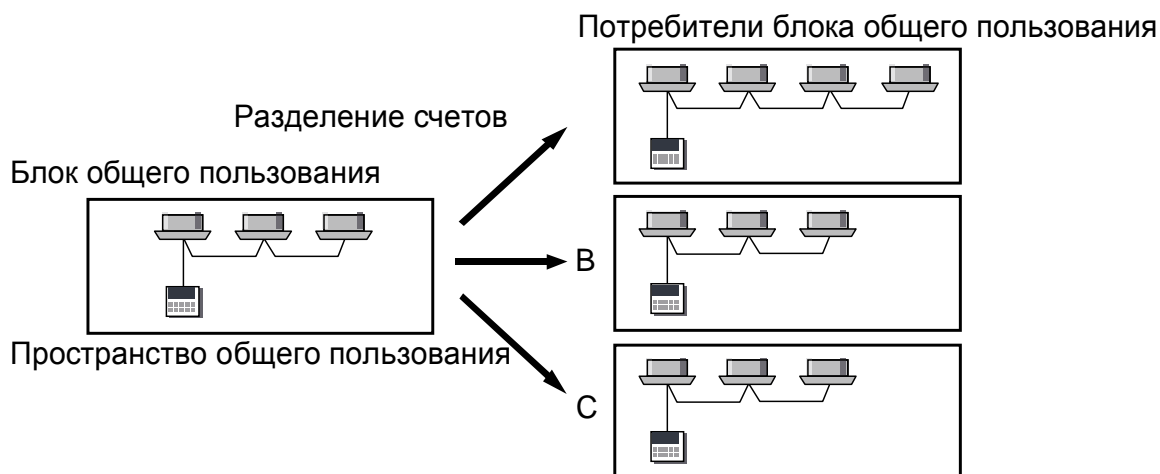 Потребители блока общего пользования
Разделение счетов
Блок общего пользования
B
Пространство общего пользования
C